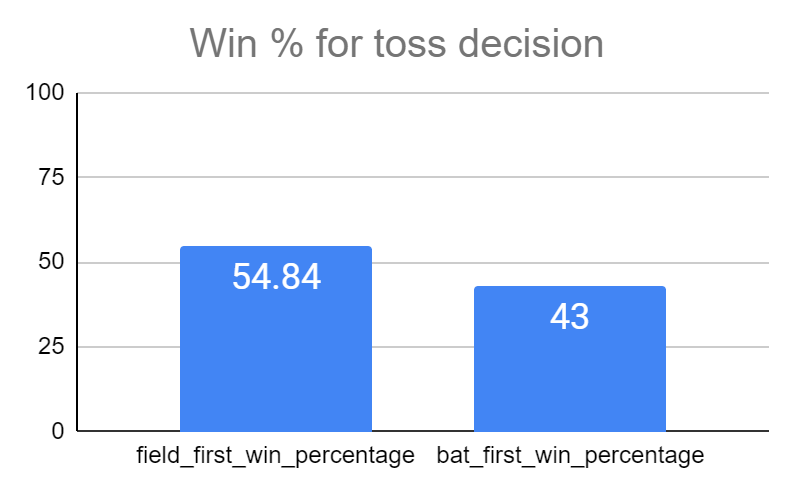 Win % for toss decision
100
75
50
25
0
54.84
43
field_first_win_percentage
bat_first_win_percentage